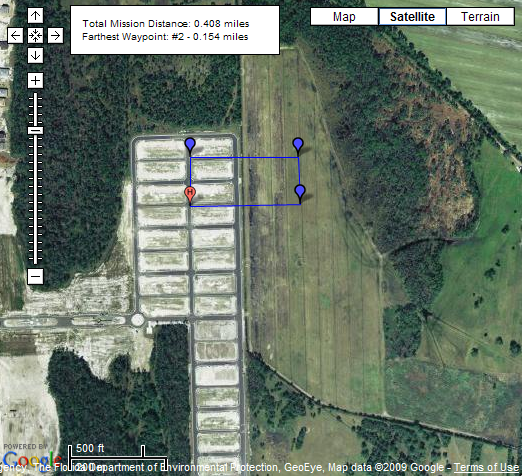 Total Mission Distance: 0.408 miles
Farthest Waypoint: #2 - 0.154 miles
Map
Satellite
Terrain
H
POWERED BY
Google
500 ft
200 m
gency, The Florida Department of Environmental Protection, GeoEye, Map data ©2009 Google - Terms of Use